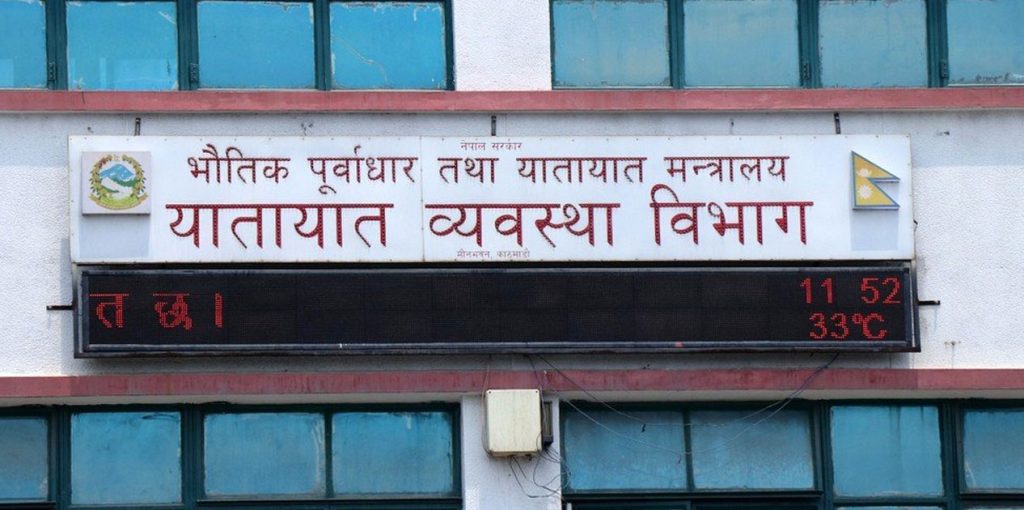 नेपाल सरकार
भौतिक पूर्वाधार तथा यातायात मन्त्रालय
यातायात व्यवस्था विभाग
मीनभवन, काठमाडौं
त छ।
11 52
33℃